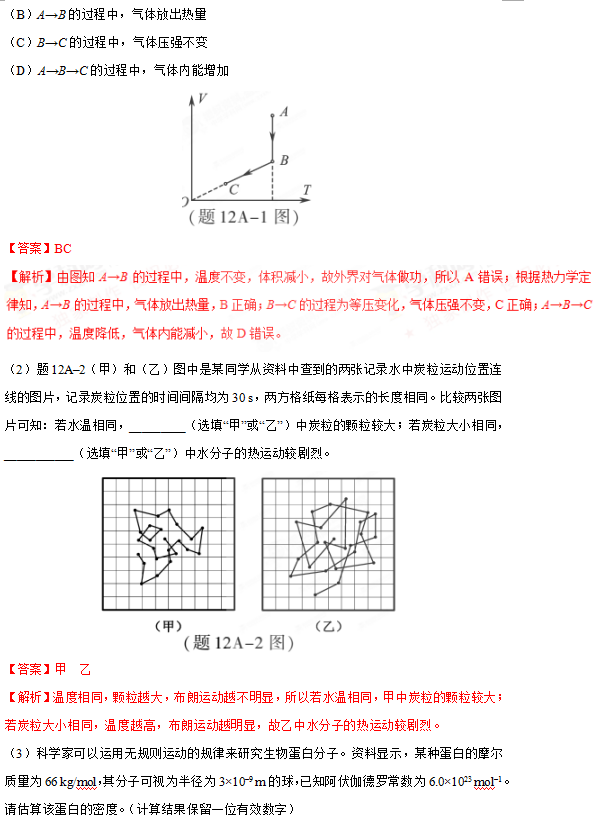 （B）A→B的过程中，气体放出热量
（C）B→C的过程中，气体压强不变
（D）A→B→C的过程中，气体内能增加
V
A
B
C
O
T
（题12A-1 图）
【答案】BC
【解析】由图知 A→B 的过程中，温度不变，体积减小，故外界对气体做功，所以 A 错误；根据热力学定
律知，A→B 的过程中，气体放出热量，B 正确；B→C的过程为等压变化，气体压强不变，C 正确；A→B→C
的过程中，温度降低，气体内能减小，故 D 错误。
（2）题12A–2（甲）和（乙）图中是某同学从资料中查到的两张记录水中炭粒运动位置连
线的图片，记录炭粒位置的时间间隔均为30 s，两方格纸每格表示的长度相同。比较两张图
片可知：若水温相同，_________（选填“甲”或“乙”）中炭粒的颗粒较大；若炭粒大小相同，
___________（选填“甲”或“乙”）中水分子的热运动较剧烈。
（甲）
（乙）
（题12A-2 图）
【答案】甲　乙
【解析】温度相同，颗粒越大，布朗运动越不明显，所以若水温相同，甲中炭粒的颗粒较大；
若炭粒大小相同，温度越高，布朗运动越明显，故乙中水分子的热运动较剧烈。
（3）科学家可以运用无规则运动的规律来研究生物蛋白分子。资料显示，某种蛋白的摩尔
质量为66 kg/mol，其分子可视为半径为3×10⁻⁹ m的球，已知阿伏伽德罗常数为6.0×10²³ mol⁻¹。
请估算该蛋白的密度。（计算结果保留一位有效数字）